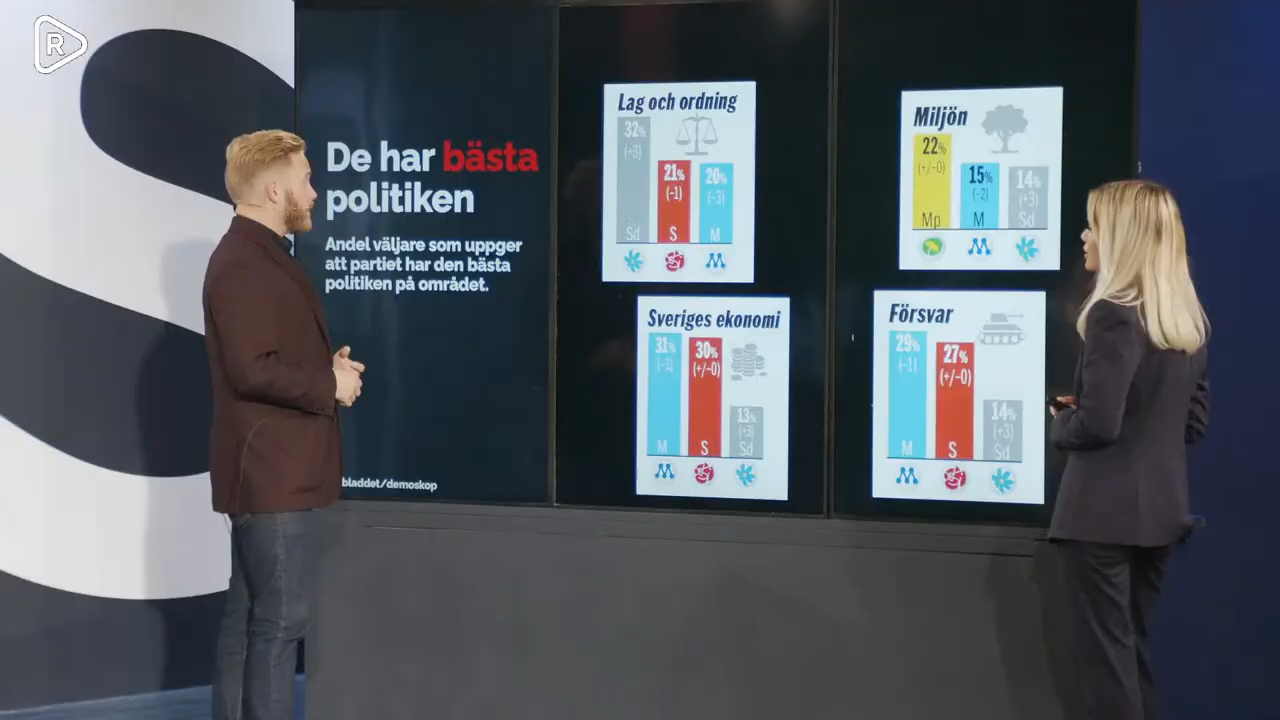 R
De har bästa
politiken
Andel väljare som uppger
att partiet har den bästa
politiken på området.
bladdet/demoskop
Lag och ordning
32%
(+3)
Sd
21%
(-1)
S
20%
(-3)
M
Miljön
22%
(+/-0)
Mp
15%
(-2)
M
14%
(+3)
Sd
Sveriges ekonomi
31%
(-1)
M
30%
(+/-0)
S
13%
(+3)
Sd
Försvar
29%
(-1)
M
27%
(+/-0)
S
14%
(+3)
Sd